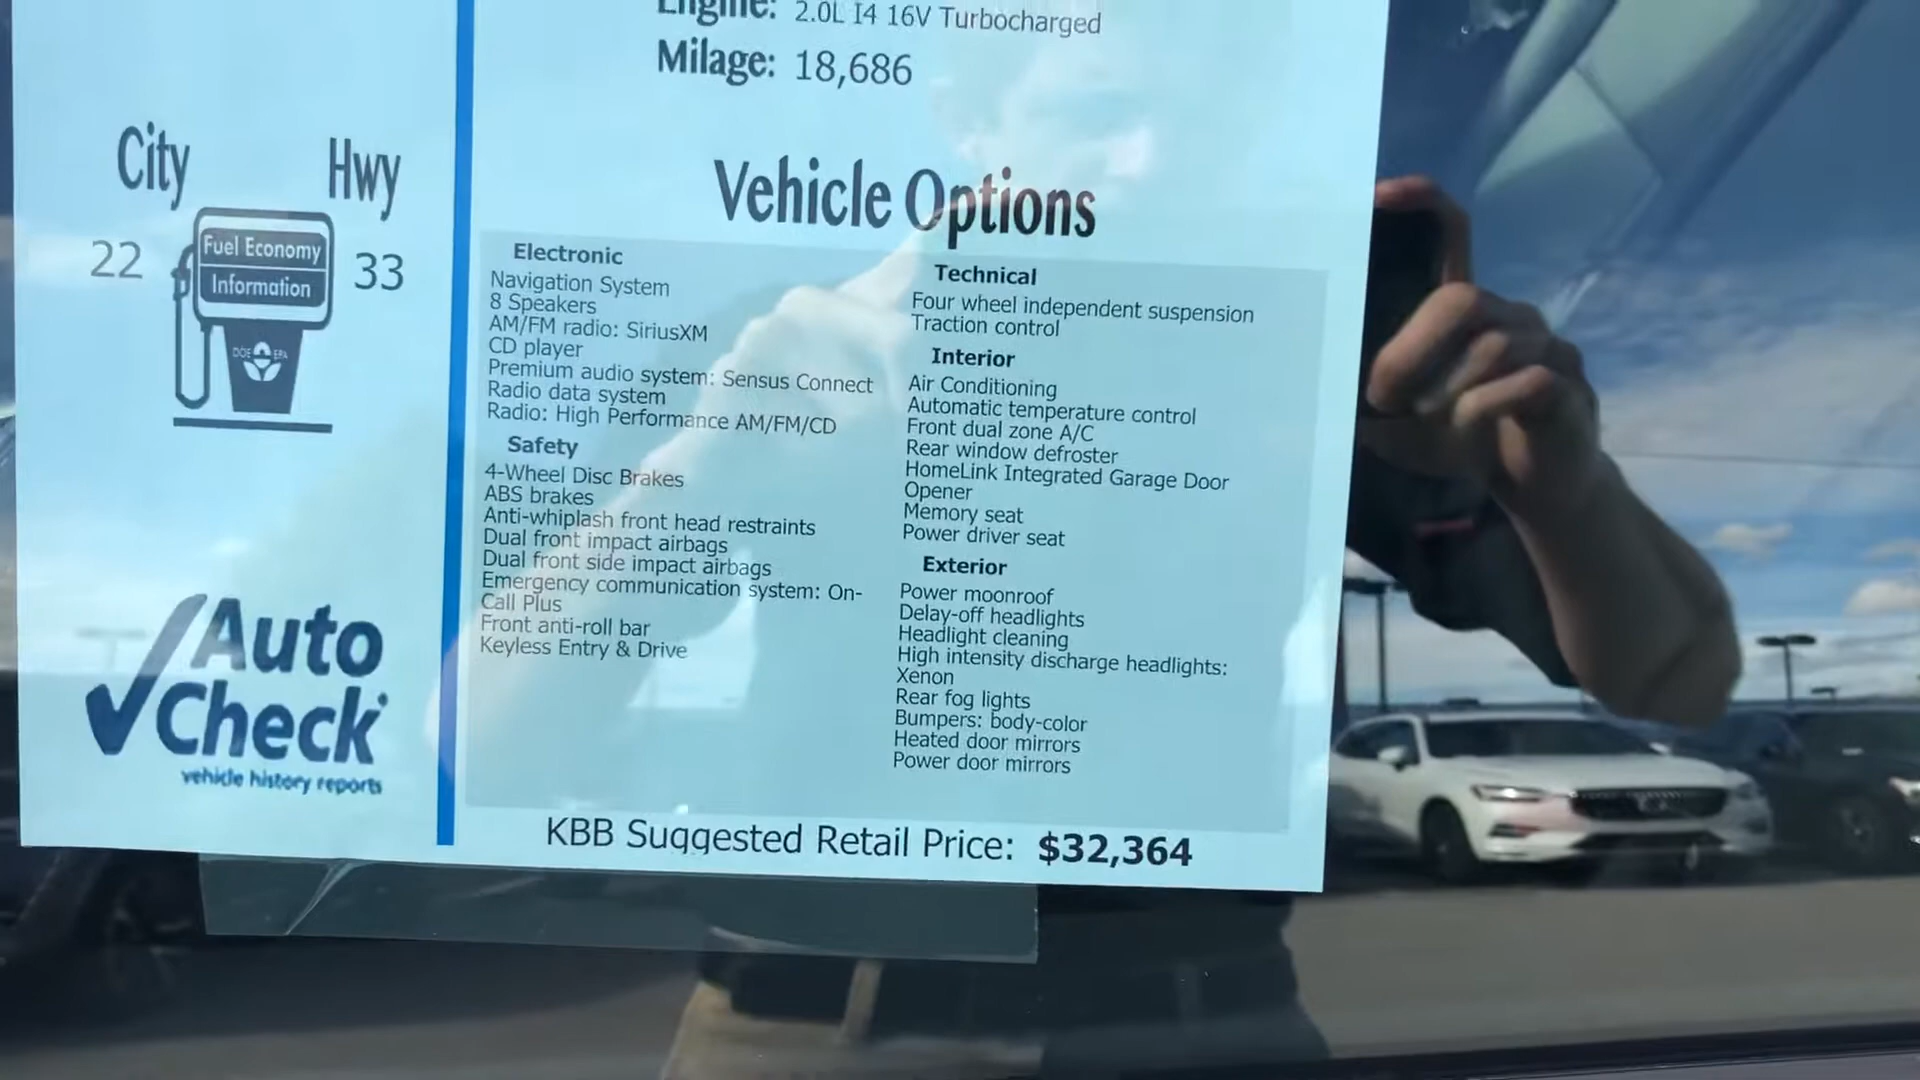 Engine: 2.0L I4 16V Turbocharged
Milage: 18,686
City
Hwy
22
Fuel Economy
Information
33
DOE EPA
Auto
Check
vehicle history reports
Vehicle Options
Electronic
Navigation System
8 Speakers
AM/FM radio: SiriusXM
CD player
Premium audio system: Sensus Connect
Radio data system
Radio: High Performance AM/FM/CD
Safety
4-Wheel Disc Brakes
ABS brakes
Anti-whiplash front head restraints
Dual front impact airbags
Dual front side impact airbags
Emergency communication system: On-
Call Plus
Front anti-roll bar
Keyless Entry & Drive
Technical
Four wheel independent suspension
Traction control
Interior
Air Conditioning
Automatic temperature control
Front dual zone A/C
Rear window defroster
HomeLink Integrated Garage Door
Opener
Memory seat
Power driver seat
Exterior
Power moonroof
Delay-off headlights
Headlight cleaning
High intensity discharge headlights:
Xenon
Rear fog lights
Bumpers: body-color
Heated door mirrors
Power door mirrors
KBB Suggested Retail Price: $32,364